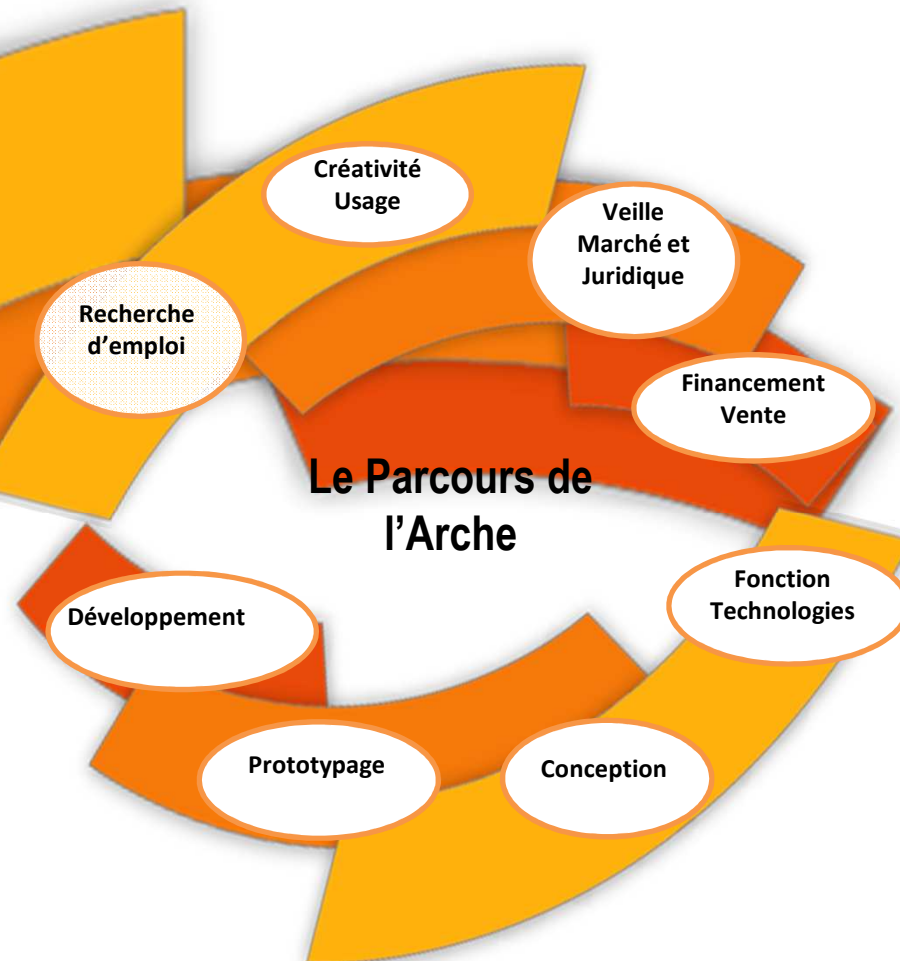 Créativité
Usage
Veille
Marché et
Juridique
Recherche
d’emploi
Financement
Vente
Le Parcours de
l’Arche
Fonction
Technologies
Développement
Prototypage
Conception